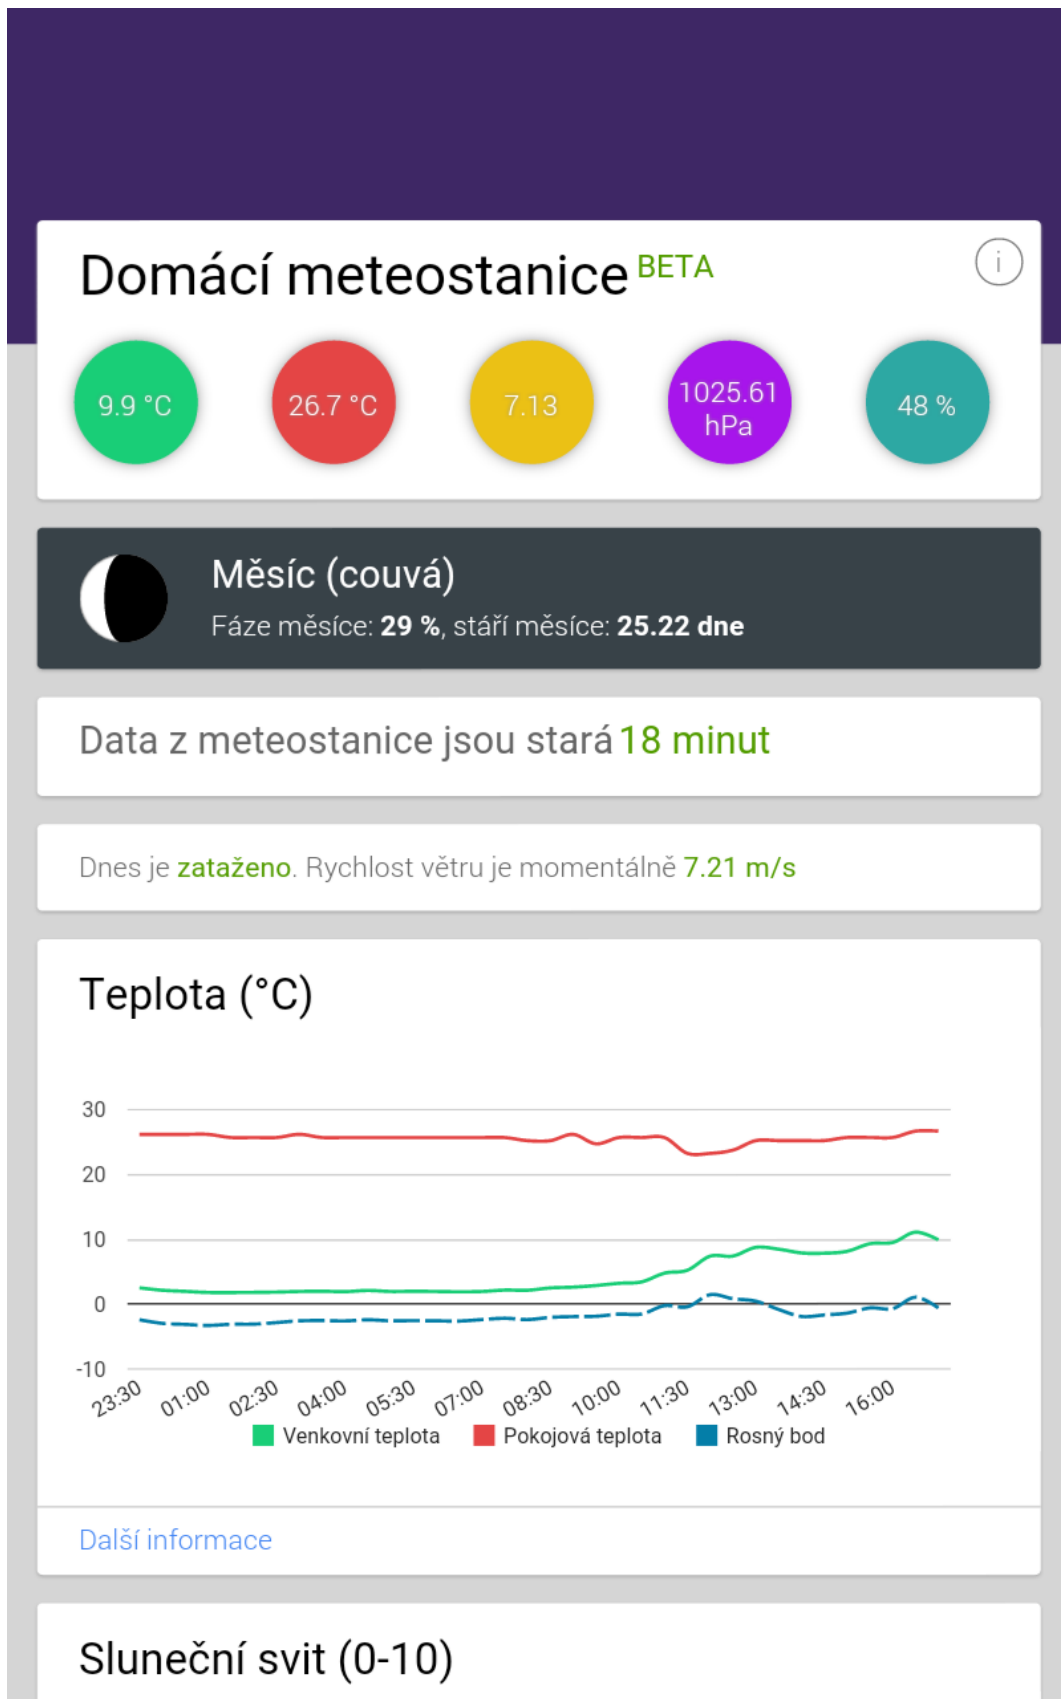 Domácí meteostanice BETA
i
9.9 °C
26.7 °C
7.13
1025.61
hPa
48 %
Měsíc (couvá)
Fáze měsíce: 29 %, stáří měsíce: 25.22 dne
Data z meteostanice jsou stará 18 minut
Dnes je zataženo. Rychlost větru je momentálně 7.21 m/s
Teplota (°C)
30
20
10
0
-10
23:30 01:00 02:30 04:00 05:30 07:00 08:30 10:00 11:30 13:00 14:30 16:00
Venkovní teplota Pokojová teplota Rosný bod
Další informace
Sluneční svit (0-10)